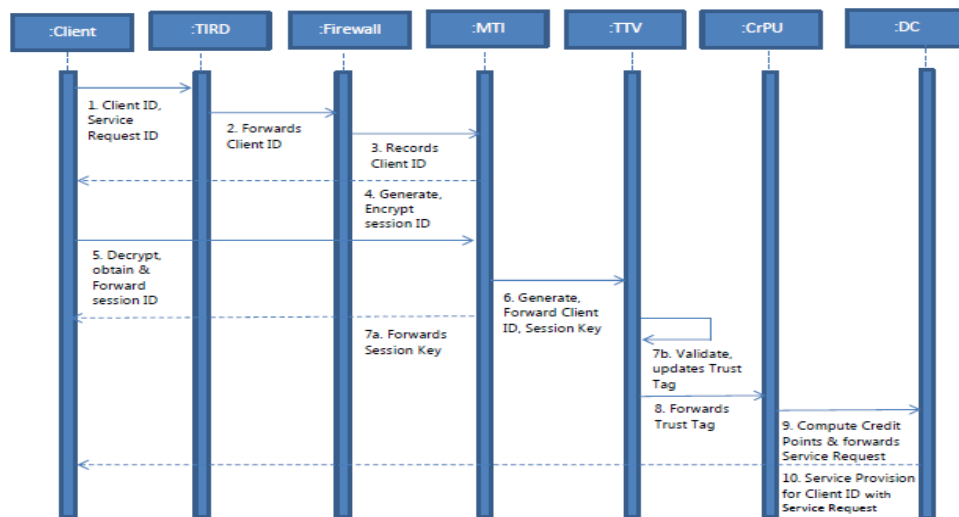 :Client
:TIRD
:Firewall
:MTI
:TTV
:CrPU
:DC
1. Client ID,
Service
Request ID
2. Forwards
Client ID
3. Records
Client ID
4. Generate,
Encrypt
session ID
5. Decrypt,
obtain &
Forward
session ID
6. Generate,
Forward Client
ID, Session Key
7a. Forwards
Session Key
7b. Validate,
updates Trust
Tag
8. Forwards
Trust Tag
9. Compute Credit
Points & forwards
Service Request
10. Service Provision
for Client ID with
Service Request